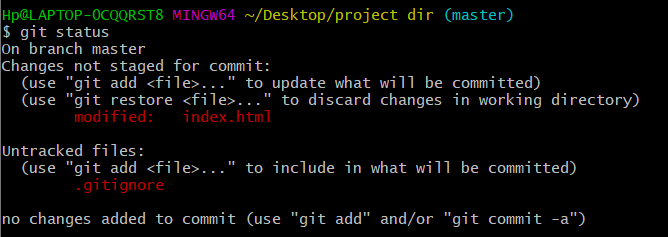 Hp@LAPTOP-OCQQRST8 MINGW64 ~/Desktop/project dir (master)
$ git status
On branch master
Changes not staged for commit:
  (use "git add <file>..." to update what will be committed)
  (use "git restore <file>..." to discard changes in working directory)
        modified:   index.html

Untracked files:
  (use "git add <file>..." to include in what will be committed)
        .gitignore

no changes added to commit (use "git add" and/or "git commit -a")